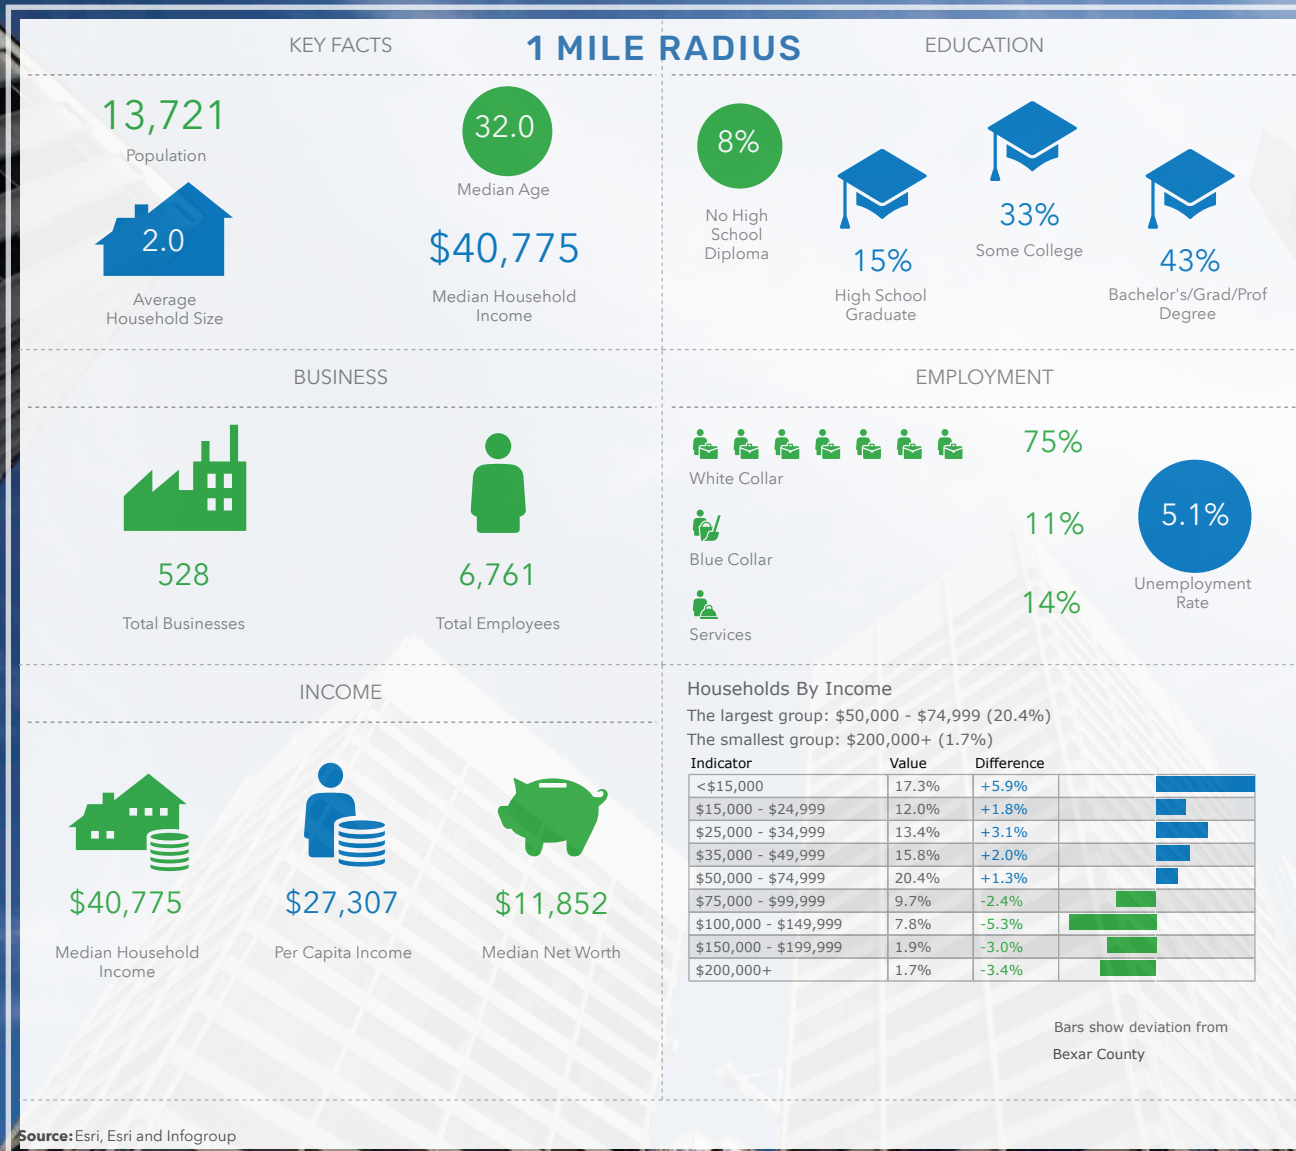 1 MILE RADIUS
KEY FACTS
13,721
Population
32.0
Median Age
2.0
Average
Household Size
$40,775
Median Household
Income
EDUCATION
8%
No High
School
Diploma
15%
High School
Graduate
33%
Some College
43%
Bachelor's/Grad/Prof
Degree
BUSINESS
528
Total Businesses
6,761
Total Employees
EMPLOYMENT
75%
White Collar
11%
Blue Collar
14%
Services
5.1%
Unemployment
Rate
INCOME
$40,775
Median Household
Income
$27,307
Per Capita Income
$11,852
Median Net Worth
Households By Income
The largest group: $50,000 - $74,999 (20.4%)
The smallest group: $200,000+ (1.7%)
Indicator Value Difference
<$15,000 17.3% +5.9%
$15,000 - $24,999 12.0% +1.8%
$25,000 - $34,999 13.4% +3.1%
$35,000 - $49,999 15.8% +2.0%
$50,000 - $74,999 20.4% +1.3%
$75,000 - $99,999 9.7% -2.4%
$100,000 - $149,999 7.8% -5.3%
$150,000 - $199,999 1.9% -3.0%
$200,000+ 1.7% -3.4%
Bars show deviation from
Bexar County
Source: Esri, Esri and Infogroup